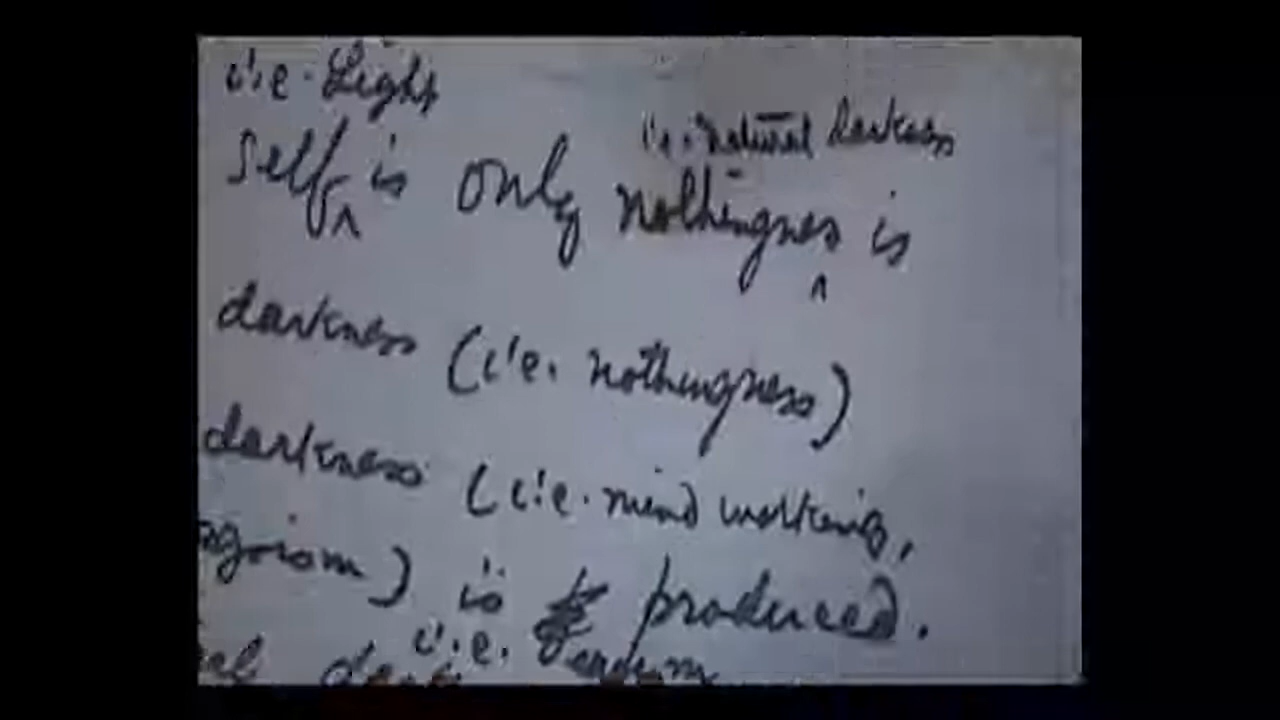 i.e. Light
i.e. natural darkness
Self is only nothingness is
darkness (i.e. nothingness)
darkness (i.e. mind working,
egoism) is produced.
i.e.